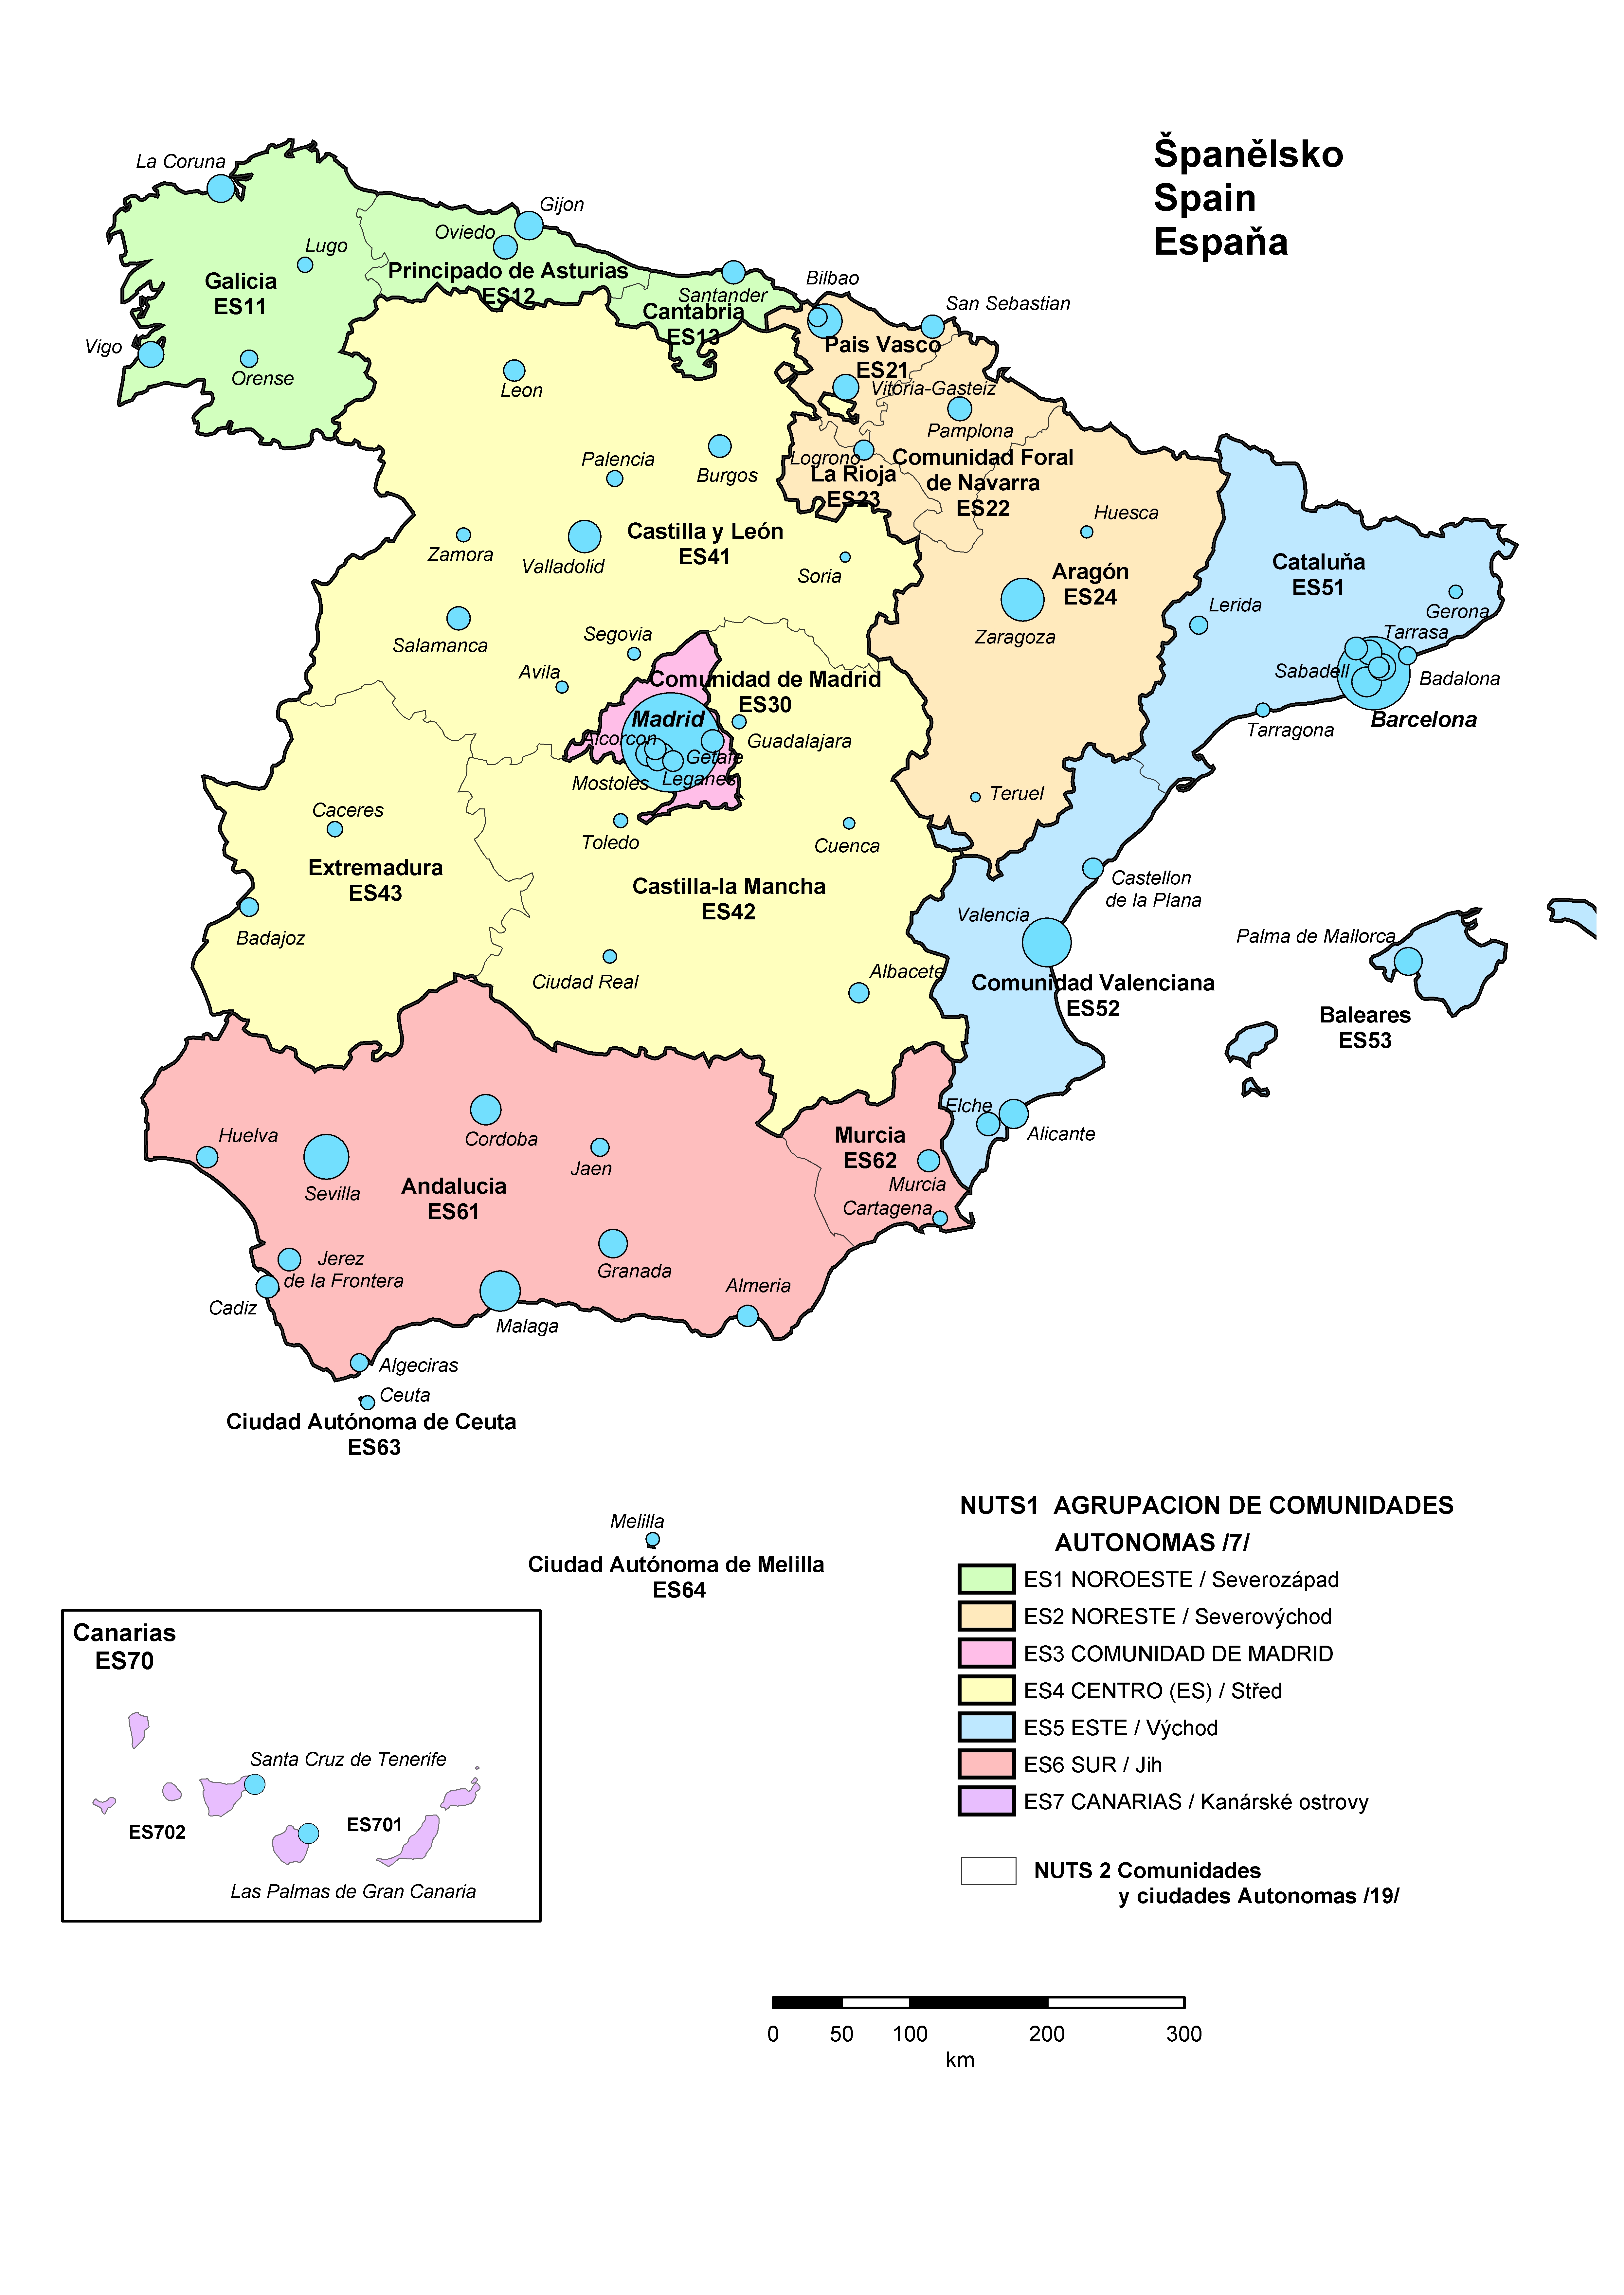 Španělsko
Spain
Espaňa
La Coruna
Gijon
Oviedo
Lugo
Galicia
ES11
Principado de Asturias
ES12
Santander
Cantabria
ES13
Bilbao
San Sebastian
Vigo
Orense
Leon
Pais Vasco
ES21
Vitoria-Gasteiz
Pamplona
Palencia
Burgos
Logrono
La Rioja
ES23
Comunidad Foral
de Navarra
ES22
Huesca
Zamora
Valladolid
Castilla y León
ES41
Soria
Aragón
ES24
Cataluňa
ES51
Zaragoza
Lerida
Gerona
Tarrasa
Salamanca
Segovia
Avila
Sabadell
Badalona
Comunidad de Madrid
ES30
Madrid
Barcelona
Tarragona
Alcorcon
Guadalajara
Getafe
Mostoles
Leganes
Teruel
Caceres
Toledo
Cuenca
Extremadura
ES43
Castilla-la Mancha
ES42
Castellon
de la Plana
Valencia
Badajoz
Palma de Mallorca
Ciudad Real
Albacete
Comunidad Valenciana
ES52
Baleares
ES53
Elche
Alicante
Huelva
Cordoba
Jaen
Murcia
ES62
Sevilla
Andalucia
ES61
Murcia
Cartagena
Jerez
de la Frontera
Granada
Cadiz
Almeria
Malaga
Algeciras
Ceuta
Ciudad Autónoma de Ceuta
ES63
Melilla
Ciudad Autónoma de Melilla
ES64
NUTS1 AGRUPACION DE COMUNIDADES
AUTONOMAS /7/
ES1 NOROESTE / Severozápad
ES2 NORESTE / Severovýchod
ES3 COMUNIDAD DE MADRID
ES4 CENTRO (ES) / Střed
ES5 ESTE / Východ
ES6 SUR / Jih
ES7 CANARIAS / Kanárské ostrovy
NUTS 2 Comunidades
y ciudades Autonomas /19/
Canarias
ES70
Santa Cruz de Tenerife
ES702
ES701
Las Palmas de Gran Canaria
0 50 100 200 300
km